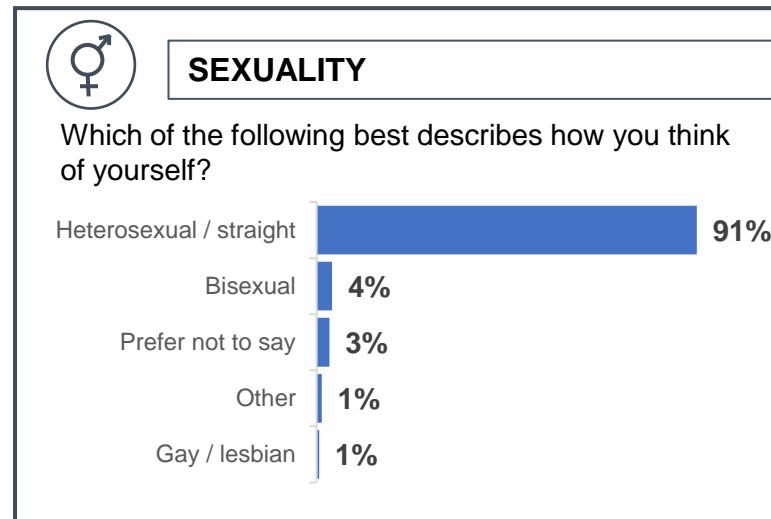 SEXUALITY
Which of the following best describes how you think
of yourself?
Heterosexual / straight 91%
Bisexual 4%
Prefer not to say 3%
Other 1%
Gay / lesbian 1%